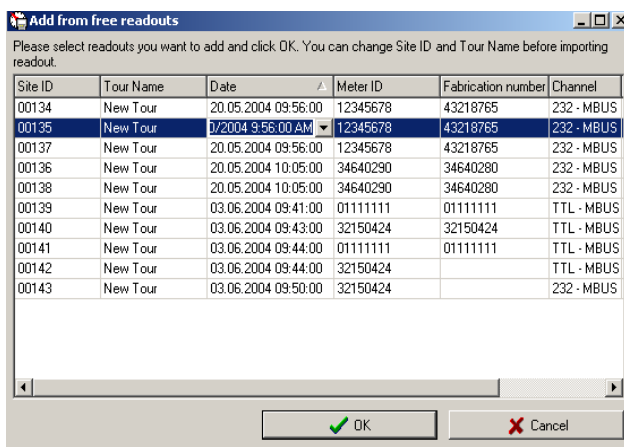 Add from free readouts
Please select readouts you want to add and click OK. You can change Site ID and Tour Name before importing
readout.
Site ID Tour Name Date Meter ID Fabrication number Channel
00134 New Tour 20.05.2004 09:56:00 12345678 43218765 232 - MBUS
00135 New Tour 0/2004 9:56:00 AM 12345678 43218765 232 - MBUS
00137 New Tour 20.05.2004 09:56:00 12345678 43218765 232 - MBUS
00136 New Tour 20.05.2004 10:05:00 34640290 34640280 232 - MBUS
00138 New Tour 20.05.2004 10:05:00 34640290 34640280 232 - MBUS
00139 New Tour 03.06.2004 09:41:00 01111111 01111111 TTL - MBUS
00140 New Tour 03.06.2004 09:43:00 32150424 32150424 TTL - MBUS
00141 New Tour 03.06.2004 09:44:00 01111111 01111111 TTL - MBUS
00142 New Tour 03.06.2004 09:44:00 32150424 TTL - MBUS
00143 New Tour 03.06.2004 09:50:00 32150424 232 - MBUS
OK Cancel